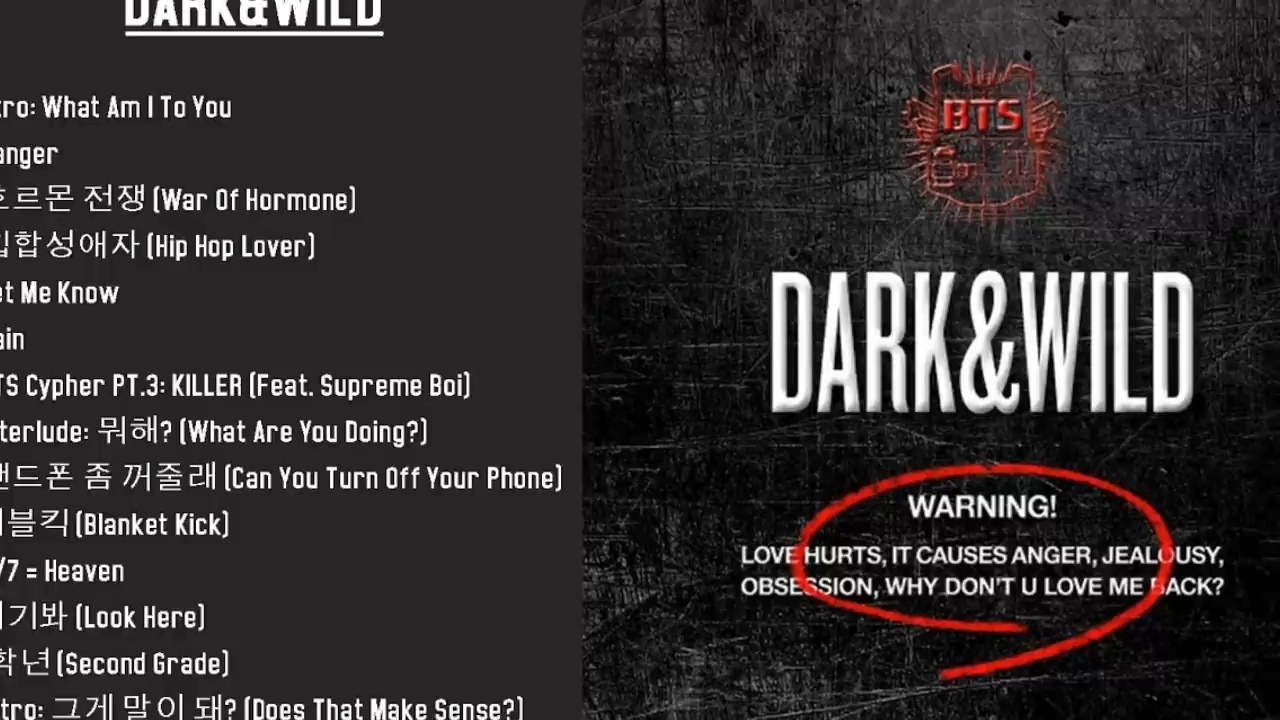 DARK&WILD
tro: What Am I To You
anger
호르몬 전쟁 (War Of Hormone)
힙합성애자 (Hip Hop Lover)
et Me Know
ain
TS Cypher PT.3: KILLER (Feat. Supreme Boi)
terlude: 뭐해? (What Are You Doing?)
핸드폰 좀 꺼줄래 (Can You Turn Off Your Phone)
블킥 (Blanket Kick)
/7 = Heaven
기봐 (Look Here)
학년 (Second Grade)
tro: 그게 말이 돼? (Does That Make Sense?)
BTS
DARK&WILD
WARNING!
LOVE HURTS, IT CAUSES ANGER, JEALOUSY,
OBSESSION, WHY DON'T U LOVE ME BACK?